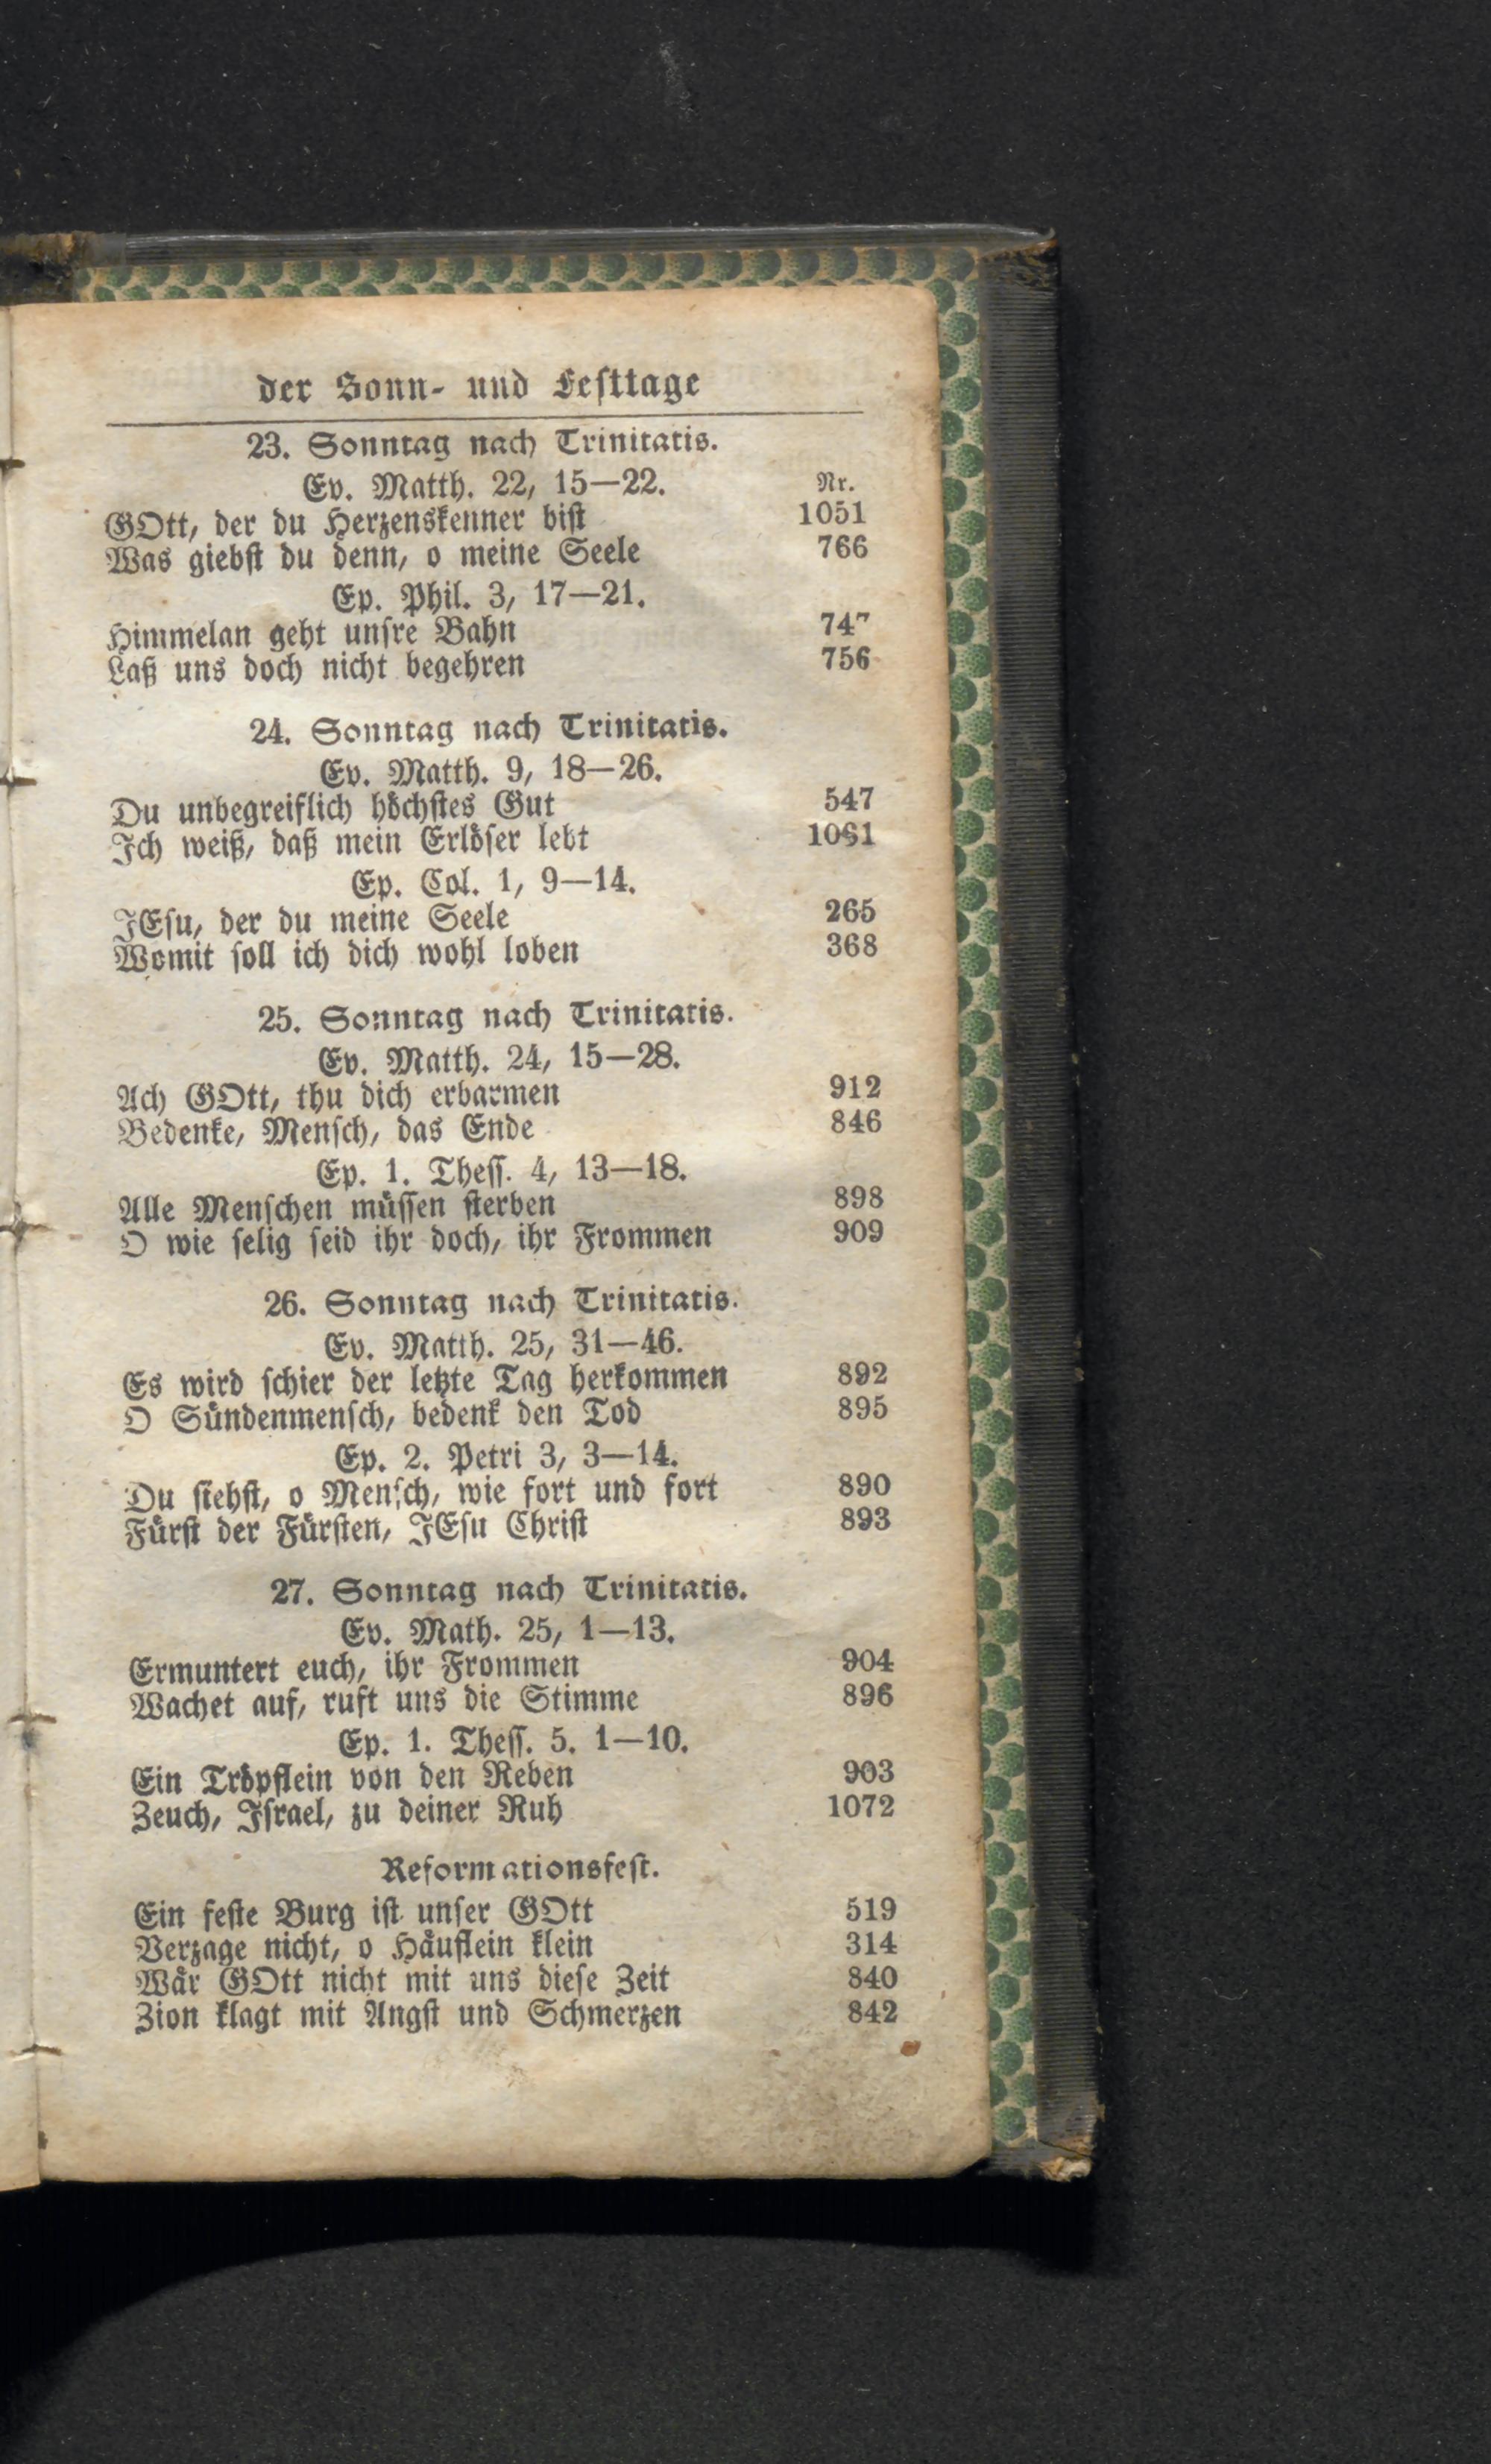 der Sonn- und Festtage
23. Sonntag nach Trinitatis.
Ev. Matth. 22, 15—22. Nr.
GOtt, der du Herzenskenner bist 1051
Was giebst du denn, o meine Seele 766
Ep. Phil. 3, 17—21.
Himmelan geht unsre Bahn 747
Laß uns doch nicht begehren 756
24. Sonntag nach Trinitatis.
Ev. Matth. 9, 18—26.
Du unbegreiflich höchstes Gut 547
Ich weiß, daß mein Erlöser lebt 1061
Ep. Col. 1, 9—14.
JEsu, der du meine Seele 265
Womit soll ich dich wohl loben 368
25. Sonntag nach Trinitatis.
Ev. Matth. 24, 15—28.
Ach GOtt, thu dich erbarmen 912
Bedenke, Mensch, das Ende 846
Ep. 1. Thess. 4, 13—18.
Alle Menschen müssen sterben 898
O wie selig seid ihr doch, ihr Frommen 909
26. Sonntag nach Trinitatis.
Ev. Matth. 25, 31—46.
Es wird schier der letzte Tag herkommen 892
O Sündenmensch, bedenk den Tod 895
Ep. 2. Petri 3, 3—14.
Du siehst, o Mensch, wie fort und fort 890
Fürst der Fürsten, JEsu Christ 893
27. Sonntag nach Trinitatis.
Ev. Math. 25, 1—13.
Ermuntert euch, ihr Frommen 904
Wachet auf, ruft uns die Stimme 896
Ep. 1. Thess. 5. 1—10.
Ein Tröpflein von den Reben 903
Zeuch, Israel, zu deiner Ruh 1072
Reformationsfest.
Ein feste Burg ist unser GOtt 519
Verzage nicht, o Häuflein klein 314
Wär GOtt nicht mit uns diese Zeit 840
Zion klagt mit Angst und Schmerzen 842